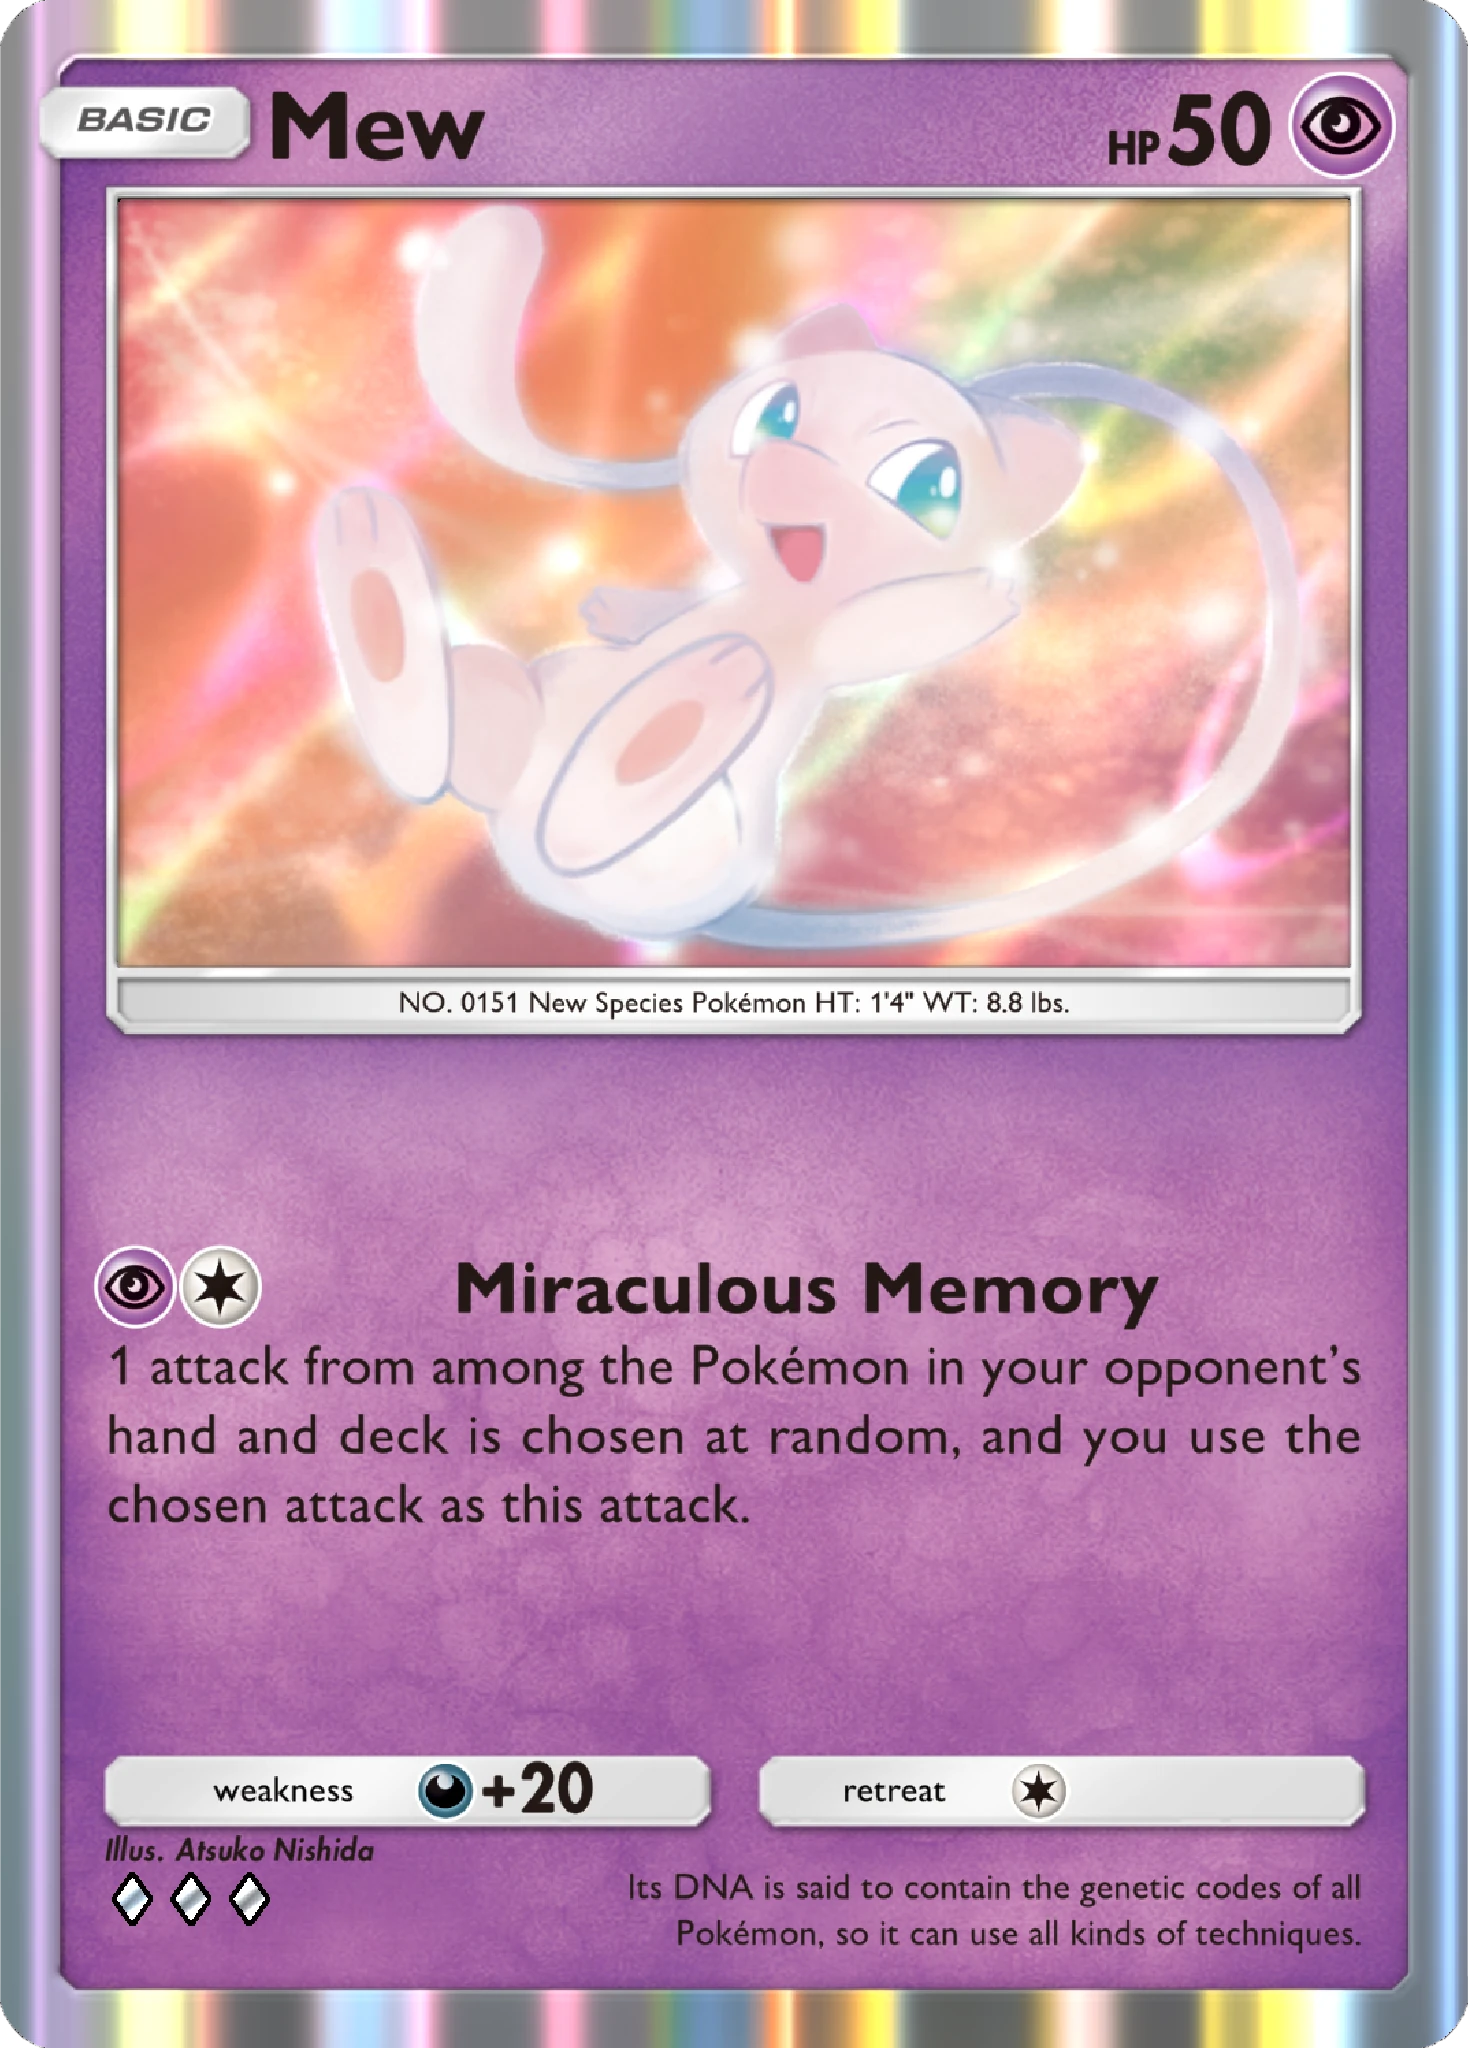 BASIC Mew HP 50
NO. 0151 New Species Pokémon HT: 1'4" WT: 8.8 lbs.
Miraculous Memory
1 attack from among the Pokémon in your opponent’s
hand and deck is chosen at random, and you use the
chosen attack as this attack.
weakness +20 retreat
Illus. Atsuko Nishida
Its DNA is said to contain the genetic codes of all
Pokémon, so it can use all kinds of techniques.